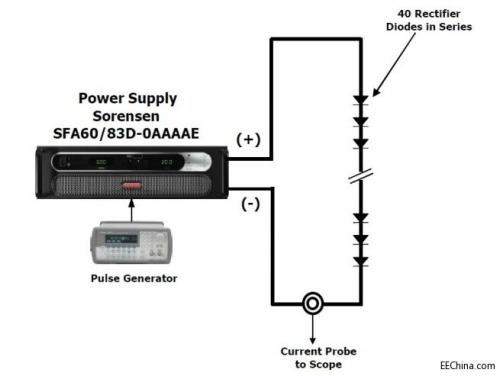 40 Rectifier
Diodes in Series
Power Supply
Sorensen
SFA60/83D-0AAAAE
(+)
(-)
Pulse Generator
Current Probe
to Scope
EEChina.com